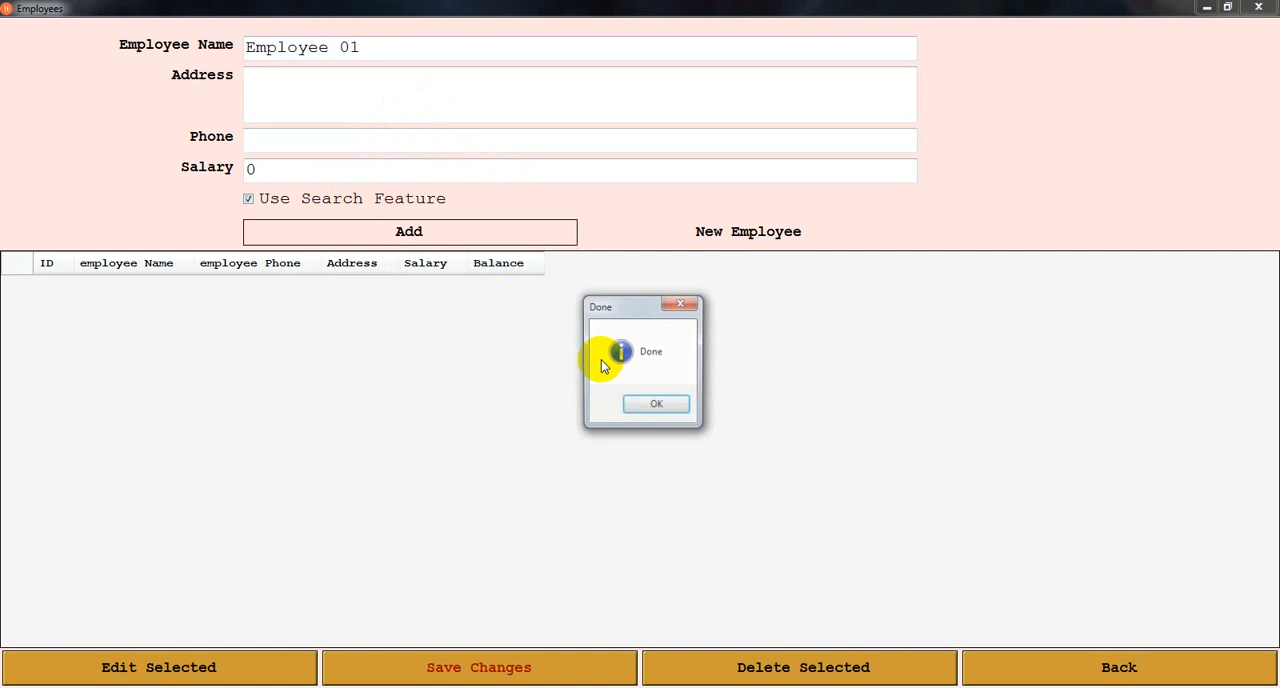 Employees
Employee Name Employee 01
Address
Phone
Salary 0
Use Search Feature
Add New Employee
ID employee Name employee Phone Address Salary Balance
Done
Done
OK
Edit Selected Save Changes Delete Selected Back